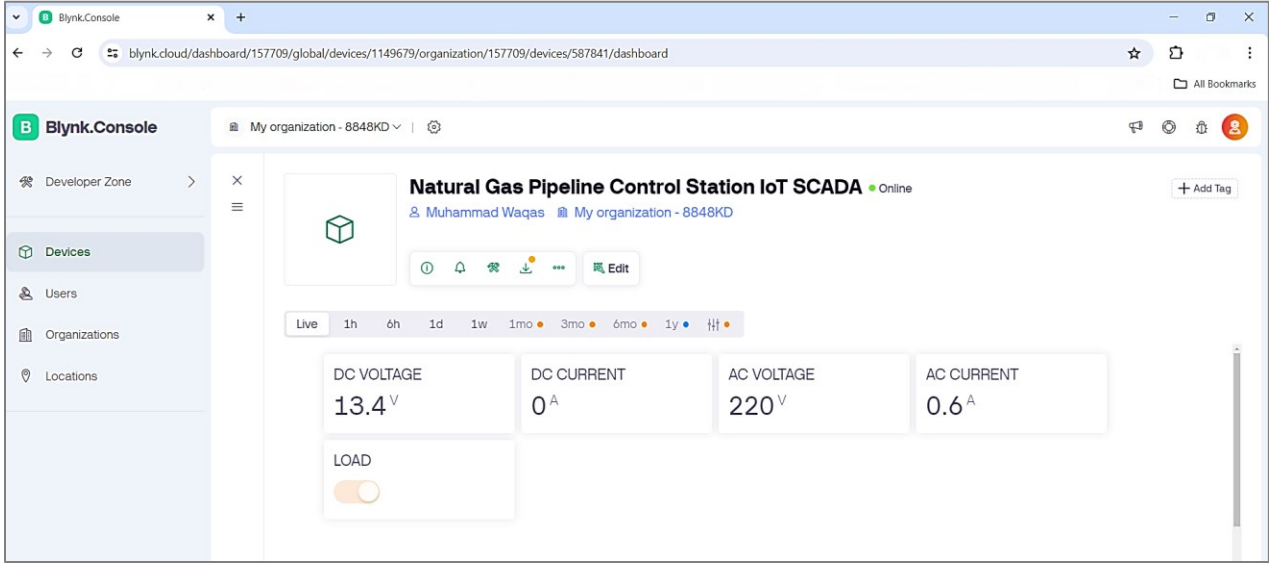 Blynk.Console
blynk.cloud/dashboard/157709/global/devices/1149679/organization/157709/devices/587841/dashboard
All Bookmarks
B Blynk.Console
My organization - 8848KD
Developer Zone
Devices
Users
Organizations
Locations
Natural Gas Pipeline Control Station IoT SCADA Online
Muhammad Waqas My organization - 8848KD
+ Add Tag
Edit
Live 1h 6h 1d 1w 1mo 3mo 6mo 1y
DC VOLTAGE
13.4 V
DC CURRENT
0 A
AC VOLTAGE
220 V
AC CURRENT
0.6 A
LOAD